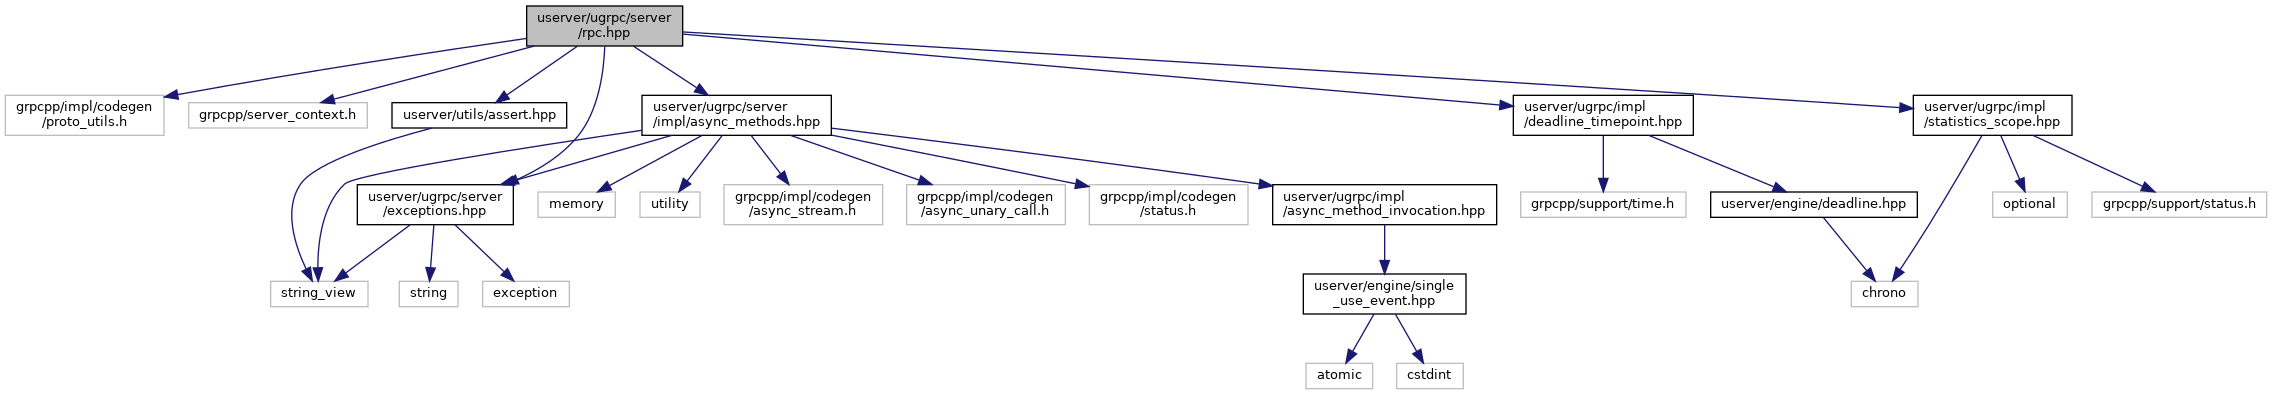 userver/ugrpc/server
/rpc.hpp
grpcpp/impl/codegen
/proto_utils.h
grpcpp/server_context.h
userver/utils/assert.hpp
userver/ugrpc/server
/impl/async_methods.hpp
userver/ugrpc/impl
/deadline_timepoint.hpp
userver/ugrpc/impl
/statistics_scope.hpp
userver/ugrpc/server
/exceptions.hpp
memory
utility
grpcpp/impl/codegen
/async_stream.h
grpcpp/impl/codegen
/async_unary_call.h
grpcpp/impl/codegen
/status.h
userver/ugrpc/impl
/async_method_invocation.hpp
grpcpp/support/time.h
userver/engine/deadline.hpp
optional
grpcpp/support/status.h
string_view
string
exception
userver/engine/single
_use_event.hpp
chrono
atomic
cstdint